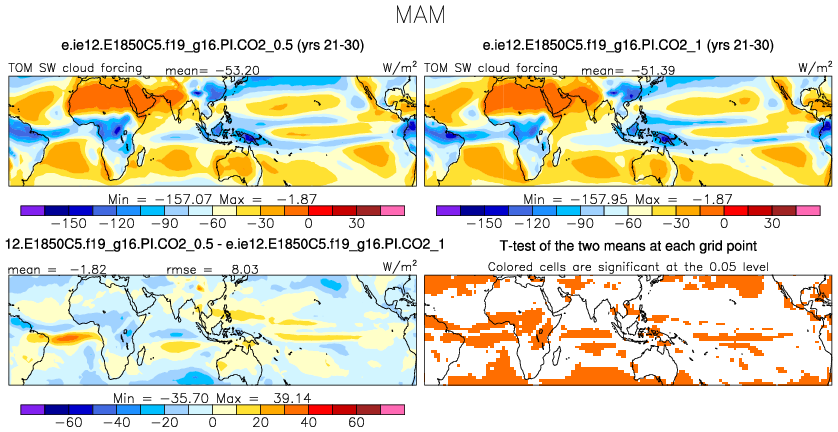 MAM
e.ie12.E1850C5.f19_g16.PI.CO2_0.5 (yrs 21-30)
TOM SW cloud forcing mean= -53.20 W/m²
Min = -157.07 Max = -1.87
-150 -120 -90 -60 -30 0 30
e.ie12.E1850C5.f19_g16.PI.CO2_1 (yrs 21-30)
TOM SW cloud forcing mean= -51.39 W/m²
Min = -157.95 Max = -1.87
-150 -120 -90 -60 -30 0 30
12.E1850C5.f19_g16.PI.CO2_0.5 - e.ie12.E1850C5.f19_g16.PI.CO2_1
mean = -1.82 rmse = 8.03 W/m²
Min = -35.70 Max = 39.14
-60 -40 -20 0 20 40 60
T-test of the two means at each grid point
Colored cells are significant at the 0.05 level